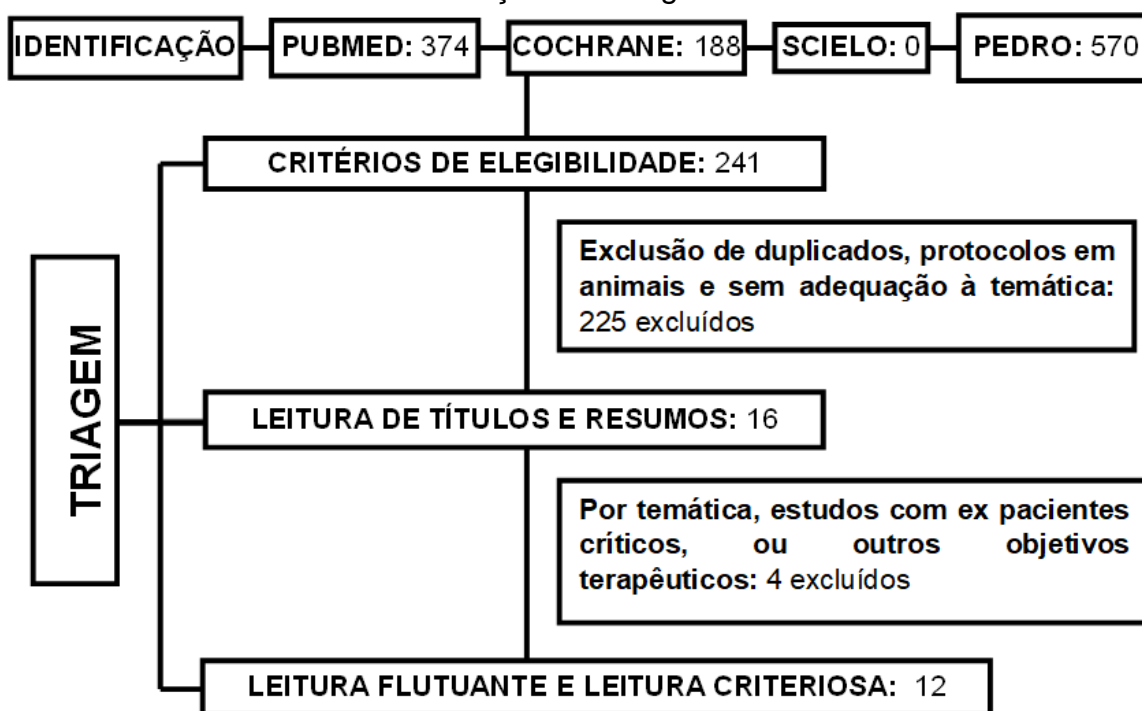 IDENTIFICAÇÃO PUBMED: 374 COCHRANE: 188 SCIELO: 0 PEDRO: 570
CRITÉRIOS DE ELEGIBILIDADE: 241
Exclusão de duplicados, protocolos em
animais e sem adequação à temática:
225 excluídos
TRIAGEM
LEITURA DE TÍTULOS E RESUMOS: 16
Por temática, estudos com ex pacientes
críticos, ou outros objetivos
terapêuticos: 4 excluídos
LEITURA FLUTUANTE E LEITURA CRITERIOSA: 12